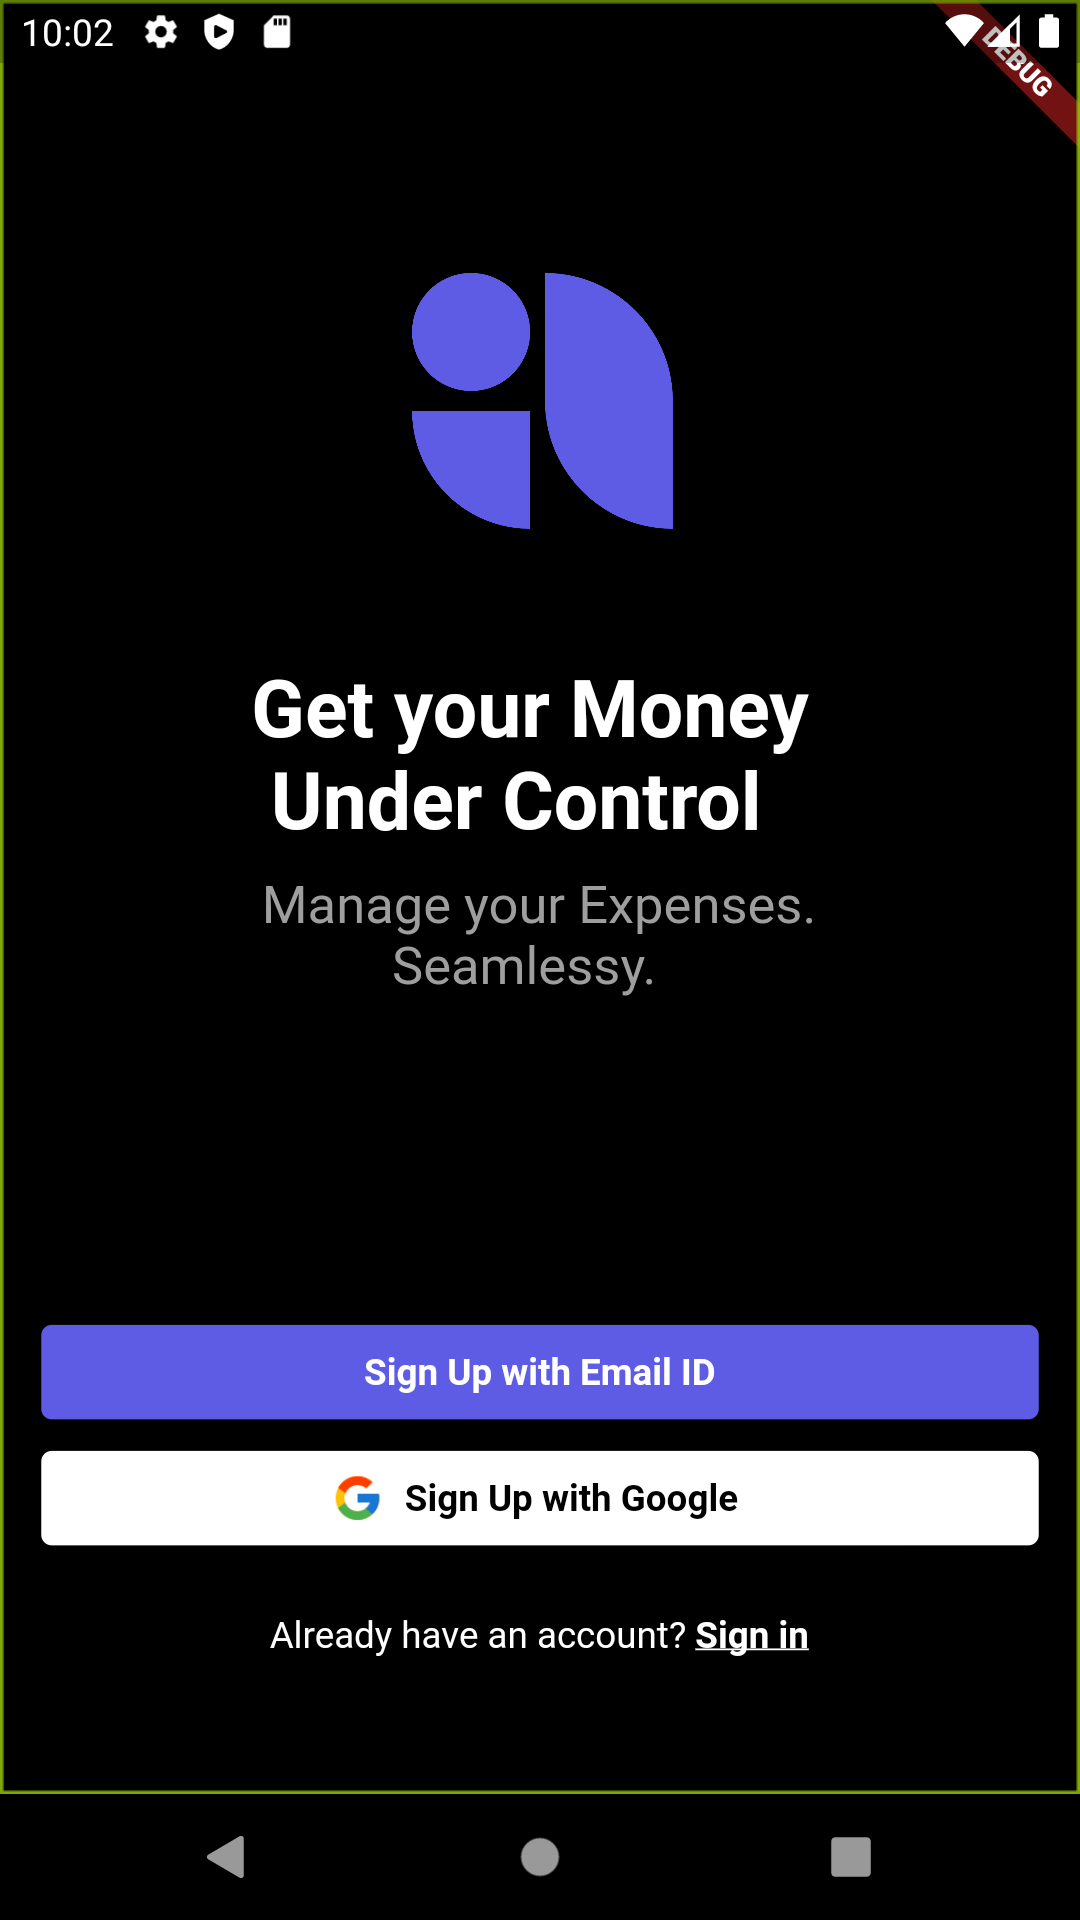 10:02
DEBUG
Get your Money
Under Control
Manage your Expenses.
Seamlessy.
Sign Up with Email ID
Sign Up with Google
Already have an account? Sign in